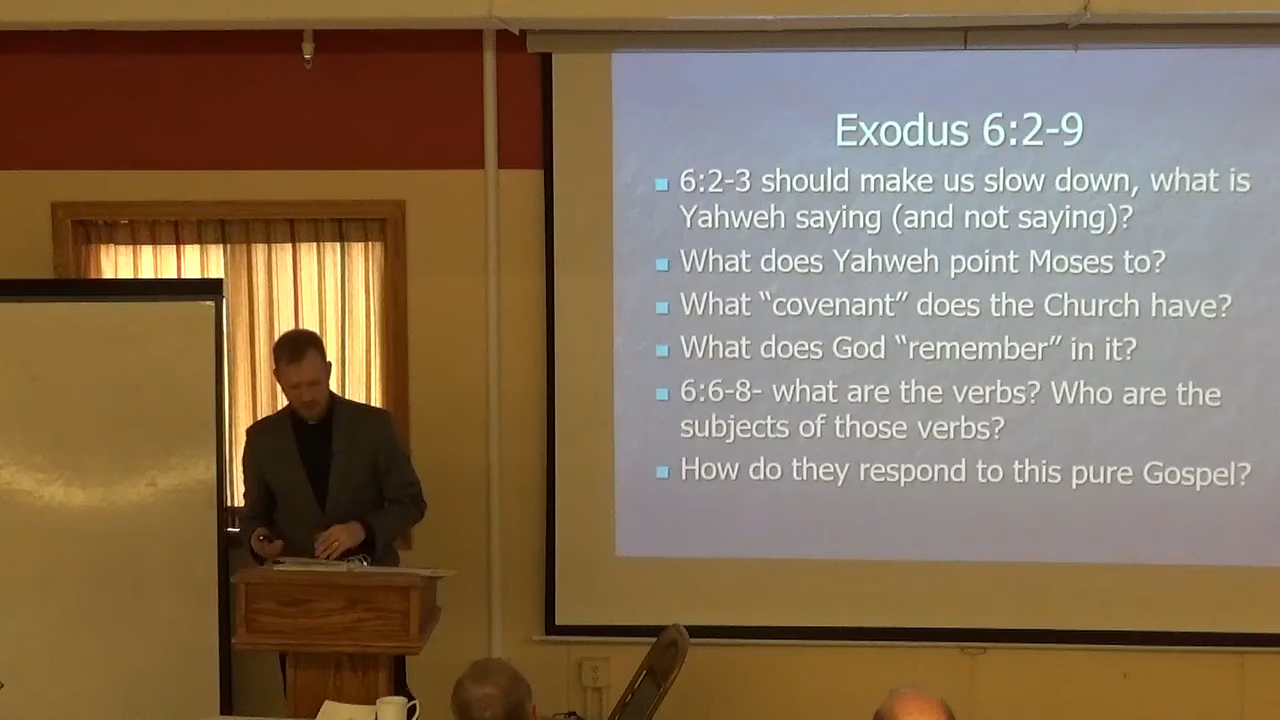 Exodus 6:2-9
6:2-3 should make us slow down, what is
Yahweh saying (and not saying)?
What does Yahweh point Moses to?
What “covenant” does the Church have?
What does God “remember” in it?
6:6-8- what are the verbs? Who are the
subjects of those verbs?
How do they respond to this pure Gospel?